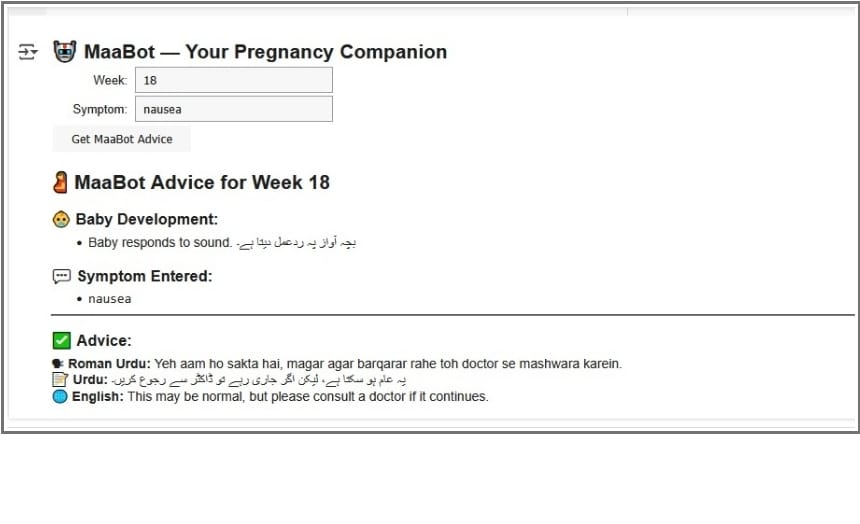 MaaBot — Your Pregnancy Companion
Week: 18
Symptom: nausea
Get MaaBot Advice
MaaBot Advice for Week 18
Baby Development:
• Baby responds to sound. بچہ آواز پہ ردعمل دیتا ہے۔
Symptom Entered:
• nausea
Advice:
Roman Urdu: Yeh aam ho sakta hai, magar agar barqarar rahe toh doctor se mashwara karein.
Urdu: یہ عام ہو سکتا ہے، لیکن اگر جاری رہے تو ڈاکٹر سے رجوع کریں۔
English: This may be normal, but please consult a doctor if it continues.